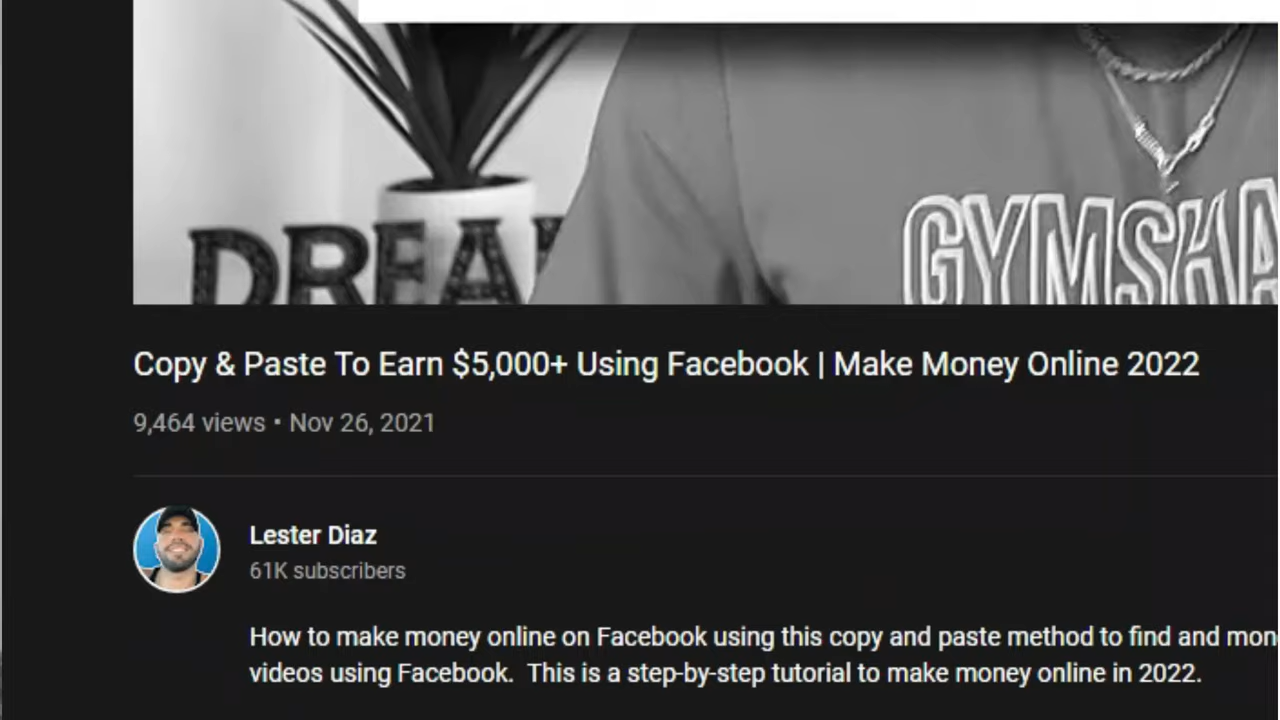 DREA
GYMSHA
Copy & Paste To Earn $5,000+ Using Facebook | Make Money Online 2022
9,464 views • Nov 26, 2021
Lester Diaz
61K subscribers
How to make money online on Facebook using this copy and paste method to find and mon
videos using Facebook. This is a step-by-step tutorial to make money online in 2022.